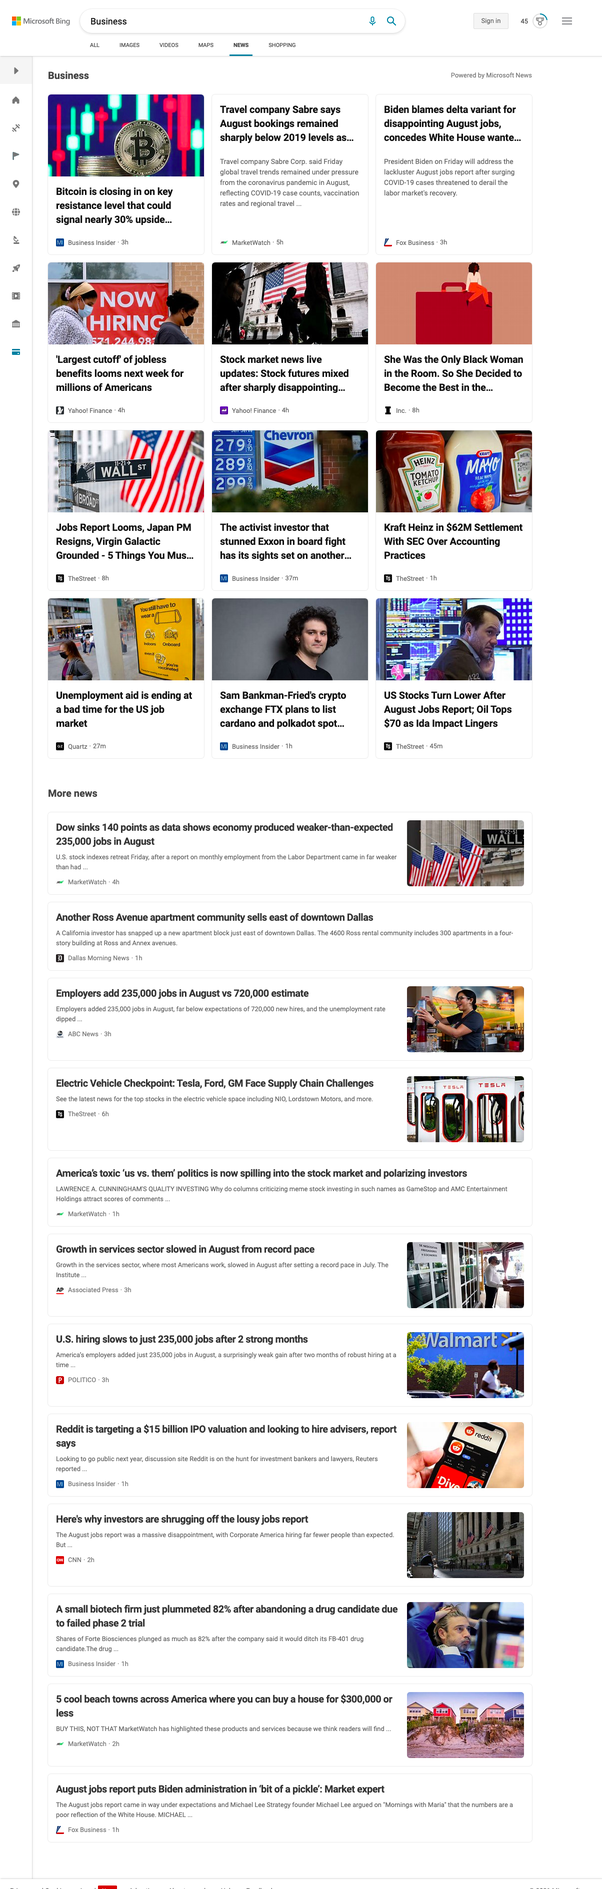 Microsoft Bing
Business
Sign in
45
ALL IMAGES VIDEOS MAPS NEWS SHOPPING
Business
Powered by Microsoft News
Bitcoin is closing in on key
resistance level that could
signal nearly 30% upside...
Business Insider · 3h
Travel company Sabre says
August bookings remained
sharply below 2019 levels as...
Travel company Sabre Corp. said Friday
global travel trends remained under pressure
from the coronavirus pandemic in August,
reflecting COVID-19 case counts, vaccination
rates and regional travel ...
MarketWatch · 5h
Biden blames delta variant for
disappointing August jobs,
concedes White House wante...
President Biden on Friday will address the
lackluster August jobs report after surging
COVID-19 cases threatened to derail the
labor market's recovery.
Fox Business · 3h
NOW
HIRING
'Largest cutoff' of jobless
benefits looms next week for
millions of Americans
Yahoo! Finance · 4h
Stock market news live
updates: Stock futures mixed
after sharply disappointing...
Yahoo! Finance · 4h
She Was the Only Black Woman
in the Room. So She Decided to
Become the Best in the...
Inc. · 8h
WALL ST
BROAD
Jobs Report Looms, Japan PM
Resigns, Virgin Galactic
Grounded - 5 Things You Mus...
TheStreet · 8h
Chevron
279
289
299
The activist investor that
stunned Exxon in board fight
has its sights set on another...
Business Insider · 37m
HEINZ
TOMATO
KETCHUP
KRAFT
MAYO
HEINZ
Kraft Heinz in $62M Settlement
With SEC Over Accounting
Practices
TheStreet · 1h
You still have to
wear a
Unemployment aid is ending at
a bad time for the US job
market
Quartz · 27m
Sam Bankman-Fried's crypto
exchange FTX plans to list
cardano and polkadot spot...
Business Insider · 1h
US Stocks Turn Lower After
August Jobs Report; Oil Tops
$70 as Ida Impact Lingers
TheStreet · 45m
More news
Dow sinks 140 points as data shows economy produced weaker-than-expected
235,000 jobs in August
U.S. stock indexes retreat Friday, after a report on monthly employment from the Labor Department came in far weaker
than had ...
MarketWatch · 4h
WALL
Another Ross Avenue apartment community sells east of downtown Dallas
A California investor has snapped up a new apartment block just east of downtown Dallas. The 4600 Ross rental community includes 300 apartments in a four-
story building at Ross and Annex avenues.
Dallas Morning News · 1h
Employers add 235,000 jobs in August vs 720,000 estimate
Employers added 235,000 jobs in August, far below expectations of 720,000 new hires, and the unemployment rate
dipped ...
ABC News · 3h
Electric Vehicle Checkpoint: Tesla, Ford, GM Face Supply Chain Challenges
See the latest news for the top stocks in the electric vehicle space including NIO, Lordstown Motors, and more.
TheStreet · 6h
TESLA
TESLA
America's toxic 'us vs. them' politics is now spilling into the stock market and polarizing investors
LAWRENCE A. CUNNINGHAM'S QUALITY INVESTING Why do columns criticizing meme stock investing in such names as GameStop and AMC Entertainment
Holdings attract scores of comments ...
MarketWatch · 1h
Growth in services sector slowed in August from record pace
Growth in the services sector, where most Americans work, slowed in August after setting a record pace in July. The
Institute ...
AP Associated Press · 3h
U.S. hiring slows to just 235,000 jobs after 2 strong months
America's employers added just 235,000 jobs in August, a surprisingly weak gain after two months of robust hiring at a
time ...
POLITICO · 3h
Walmart
Reddit is targeting a $15 billion IPO valuation and looking to hire advisers, report
says
Looking to go public next year, discussion site Reddit is on the hunt for investment bankers and lawyers, Reuters
reported ...
Business Insider · 1h
reddit
Dive
Here's why investors are shrugging off the lousy jobs report
The August jobs report was a massive disappointment, with Corporate America hiring far fewer people than expected.
But ...
CNN · 2h
A small biotech firm just plummeted 82% after abandoning a drug candidate due
to failed phase 2 trial
Shares of Forte Biosciences plunged as much as 82% after the company said it would ditch its FB-401 drug
candidate.The drug ...
Business Insider · 1h
5 cool beach towns across America where you can buy a house for $300,000 or
less
BUY THIS, NOT THAT MarketWatch has highlighted these products and services because we think readers will find ...
MarketWatch · 2h
August jobs report puts Biden administration in 'bit of a pickle': Market expert
The August jobs report came in way under expectations and Michael Lee Strategy founder Michael Lee argued on "Mornings with Maria" that the numbers are a
poor reflection of the White House. MICHAEL ...
Fox Business · 1h